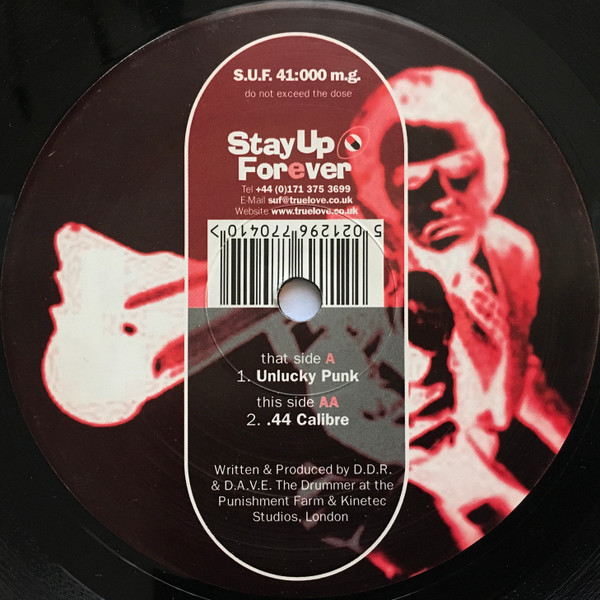 S.U.F. 41:000 m.g.
do not exceed the dose
StayUp
Forever
Tel +44 (0)171 375 3699
E-Mail suf@truelove.co.uk
Website www.truelove.co.uk
5 021296 770410 >
that side A
1. Unlucky Punk
this side AA
2. .44 Calibre
Written & Produced by D.D.R.
& D.A.V.E. The Drummer at the
Punishment Farm & Kinetec
Studios, London